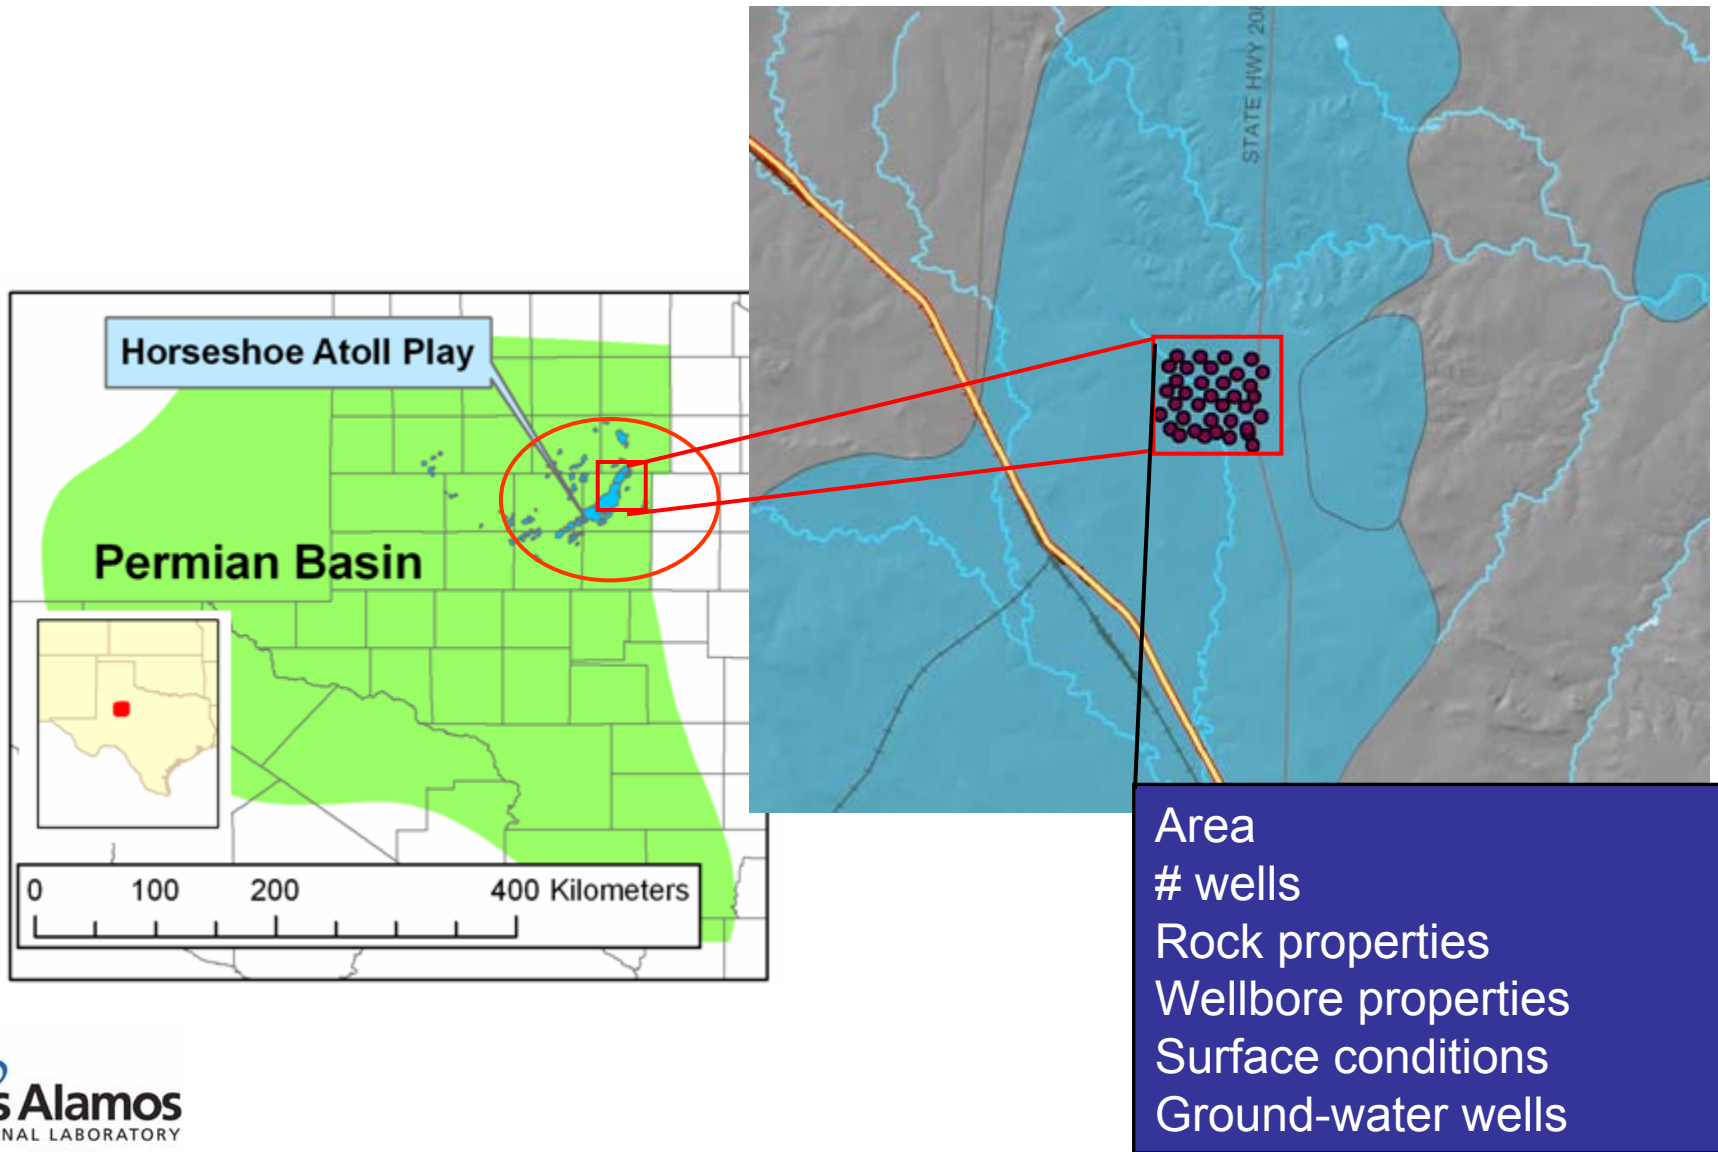 STATE HWY 20
Horseshoe Atoll Play
Permian Basin
0 100 200 400 Kilometers
Area
# wells
Rock properties
Wellbore properties
Surface conditions
Ground-water wells
s Alamos
NAL LABORATORY